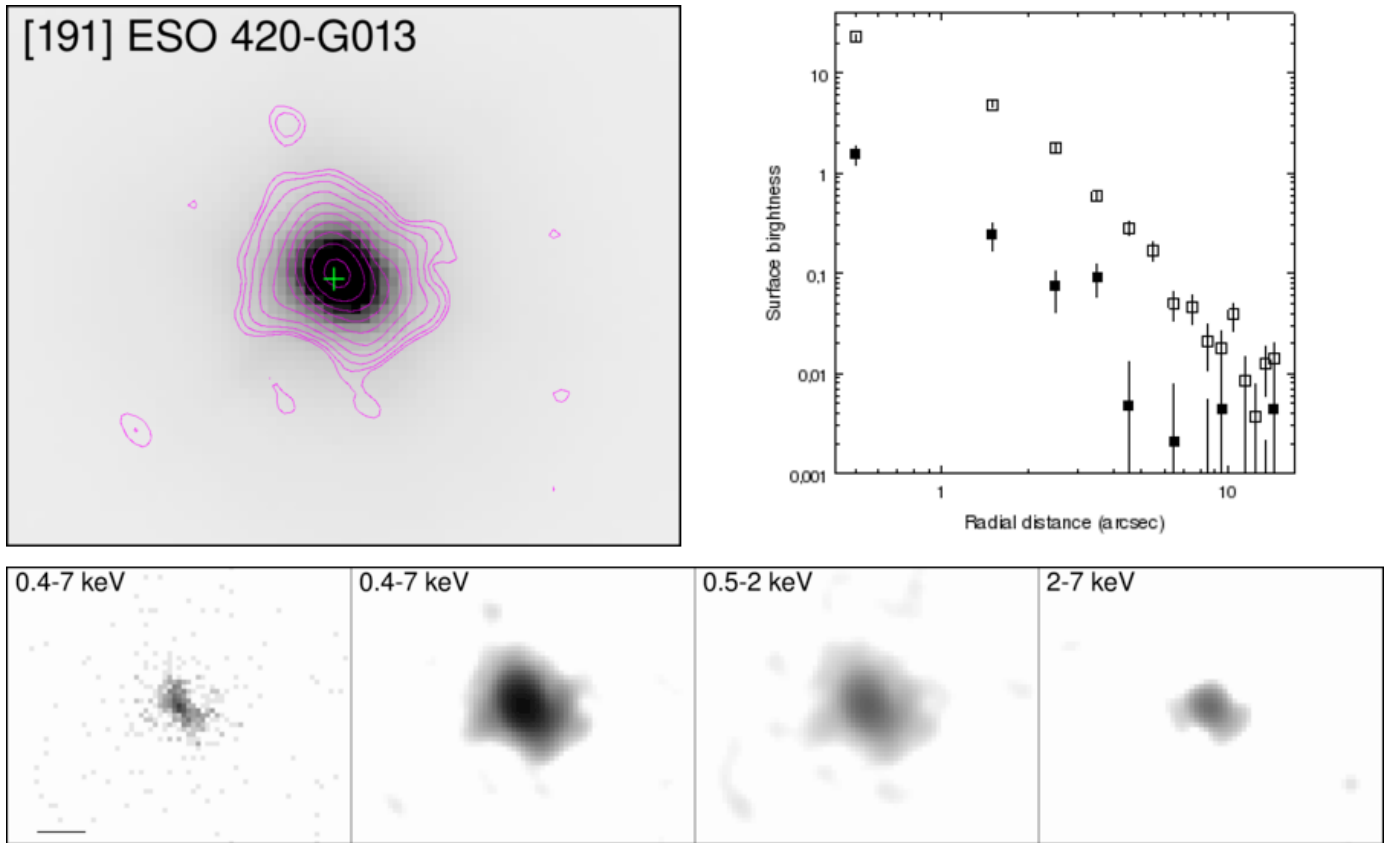 [191] ESO 420-G013
10
1
0,1
0,01
0,001
Surface birghtness
1
10
Radial distance (arcsec)
0.4-7 keV
0.4-7 keV
0.5-2 keV
2-7 keV